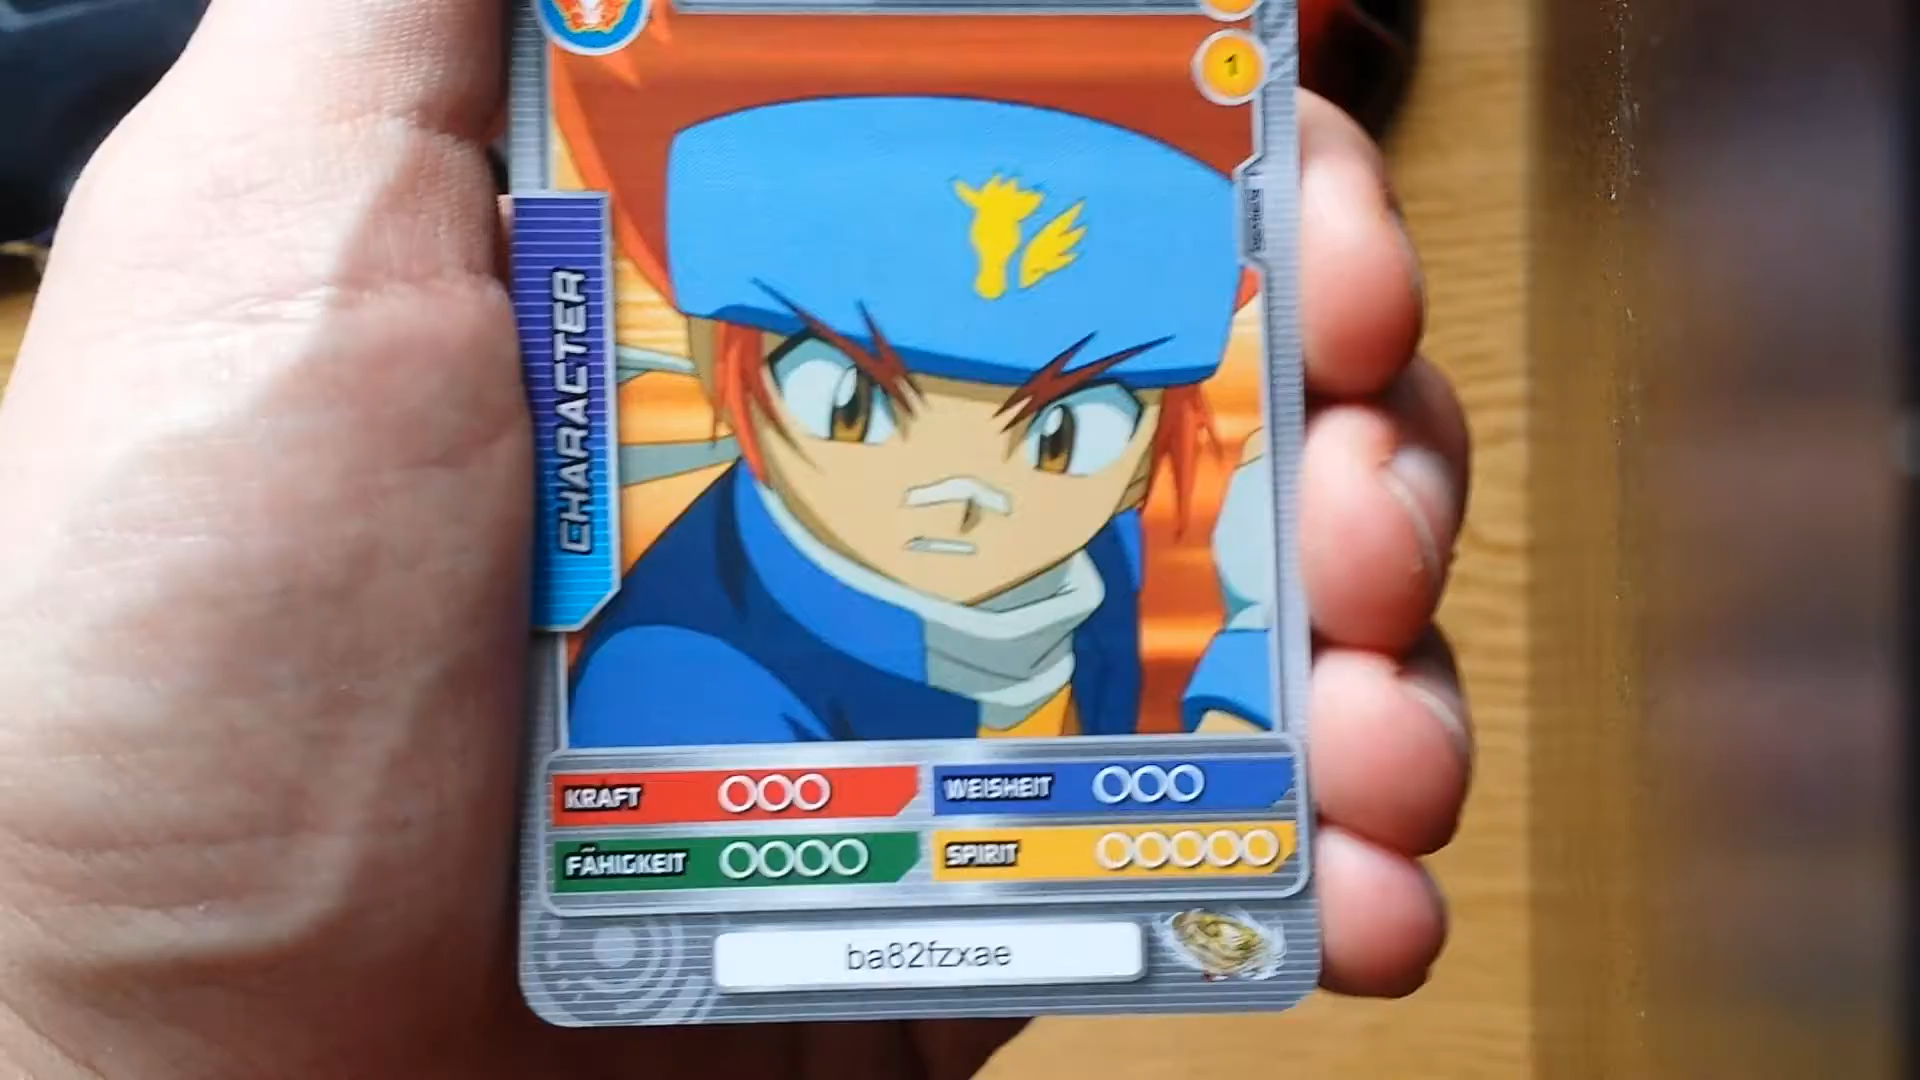 1
CHARACTER
KRAFT
WEISHEIT
FÄHIGKEIT
SPIRIT
ba82fzxae